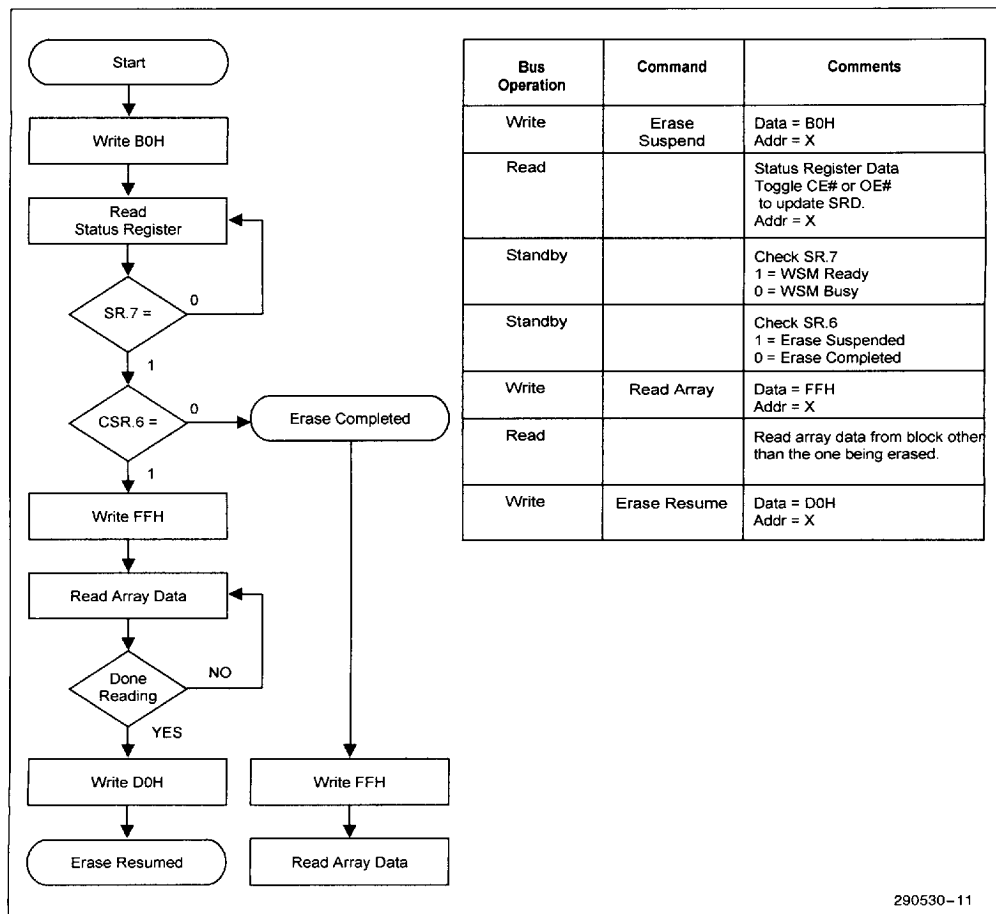 Start
Write B0H
Read
Status Register
SR.7 =
0
1
CSR.6 =
0
1
Erase Completed
Write FFH
Read Array Data
Done
Reading
NO
YES
Write D0H
Erase Resumed
Write FFH
Read Array Data
Bus
Operation
Command
Comments
Write
Erase
Suspend
Data = B0H
Addr = X
Read
Status Register Data
Toggle CE# or OE#
to update SRD.
Addr = X
Standby
Check SR.7
1 = WSM Ready
0 = WSM Busy
Standby
Check SR.6
1 = Erase Suspended
0 = Erase Completed
Write
Read Array
Data = FFH
Addr = X
Read
Read array data from block other
than the one being erased.
Write
Erase Resume
Data = D0H
Addr = X
290530–11